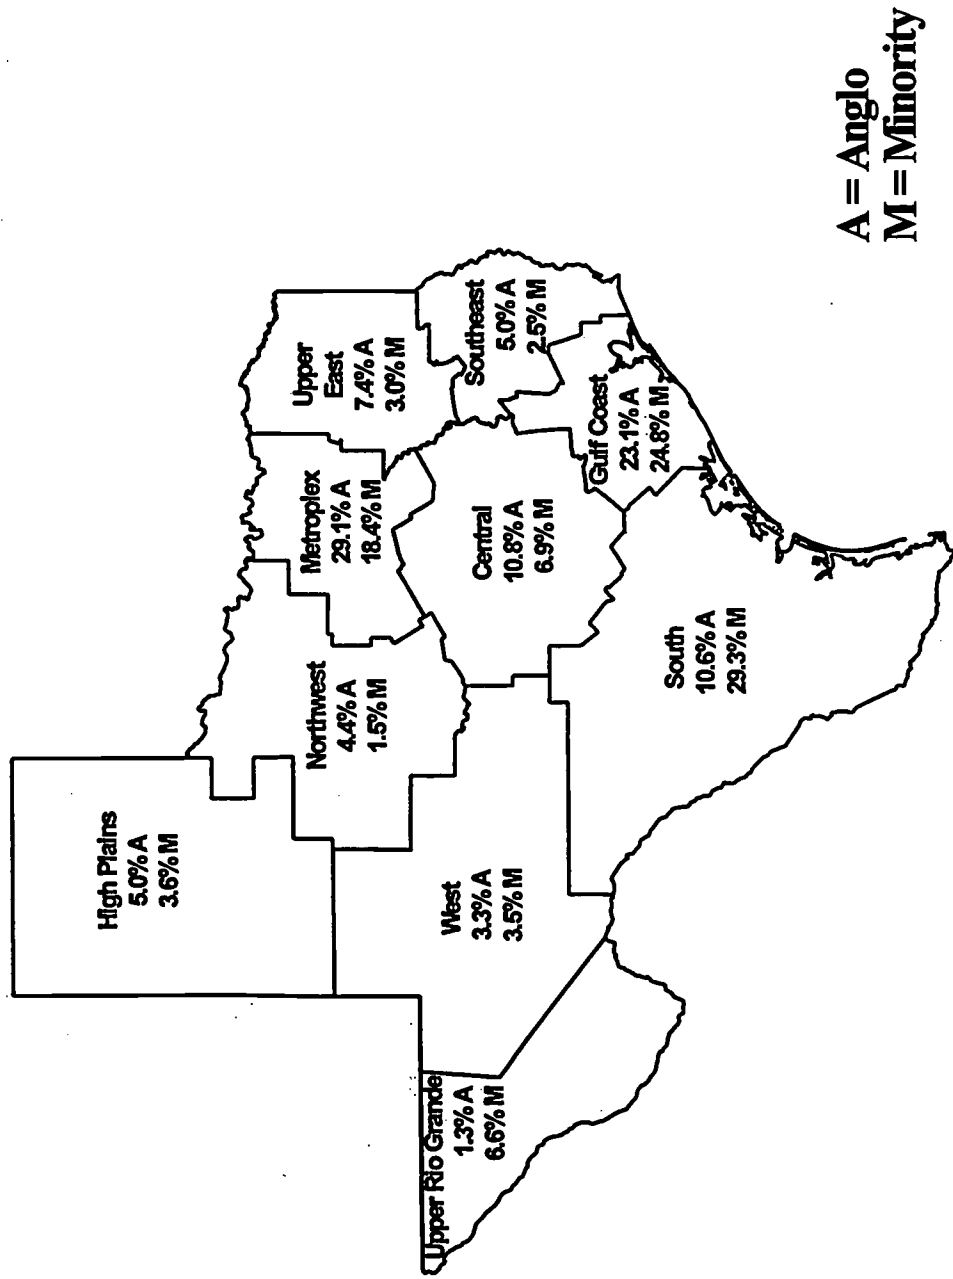 High Plains
5.0% A
3.6% M
Northwest
4.4% A
1.5% M
Metroplex
29.1% A
18.4% M
Upper
East
7.4% A
3.0% M
Upper Rio Grande
1.3% A
6.6% M
West
3.3% A
3.5% M
Central
10.8% A
6.9% M
Southeast
5.0% A
2.5% M
Gulf Coast
23.1% A
24.8% M
South
10.6% A
29.3% M
A = Anglo
M = Minority